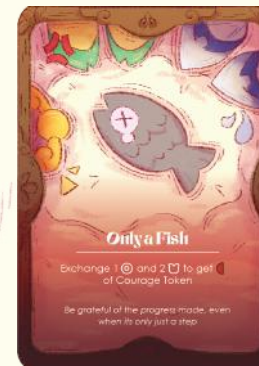 Only a Fish
Exchange 1 and 2 to get
of Courage Token
Be grateful of the progress made, even
when its only just a step